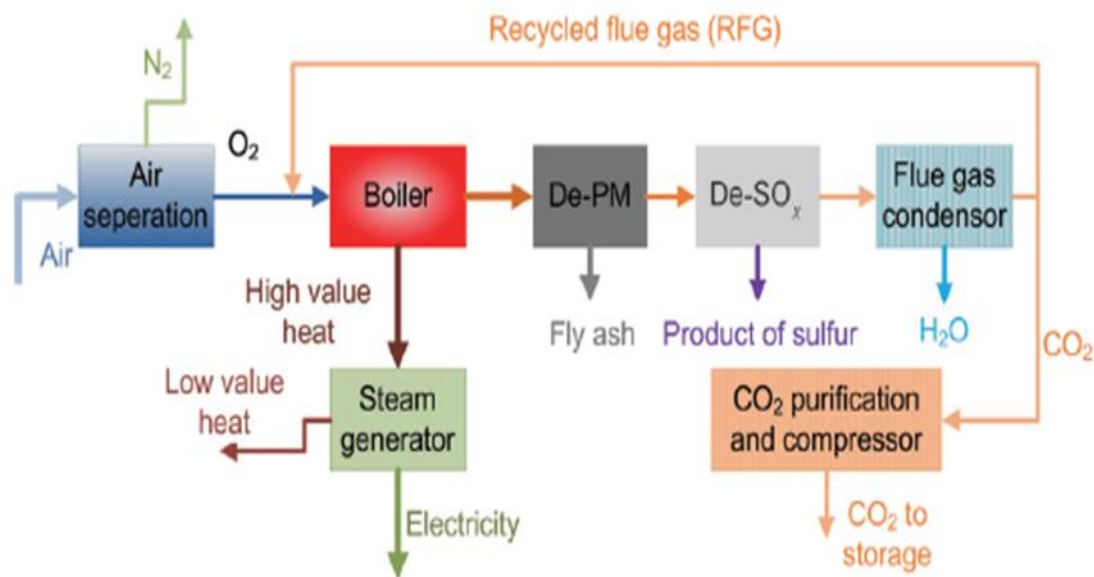 Recycled flue gas (RFG)
N₂
O₂
Air
seperation
Boiler
De-PM
De-SOₓ
Flue gas
condensor
Air
High value
heat
Fly ash
Product of sulfur
H₂O
CO₂
Low value
heat
Steam
generator
CO₂ purification
and compressor
Electricity
CO₂ to
storage